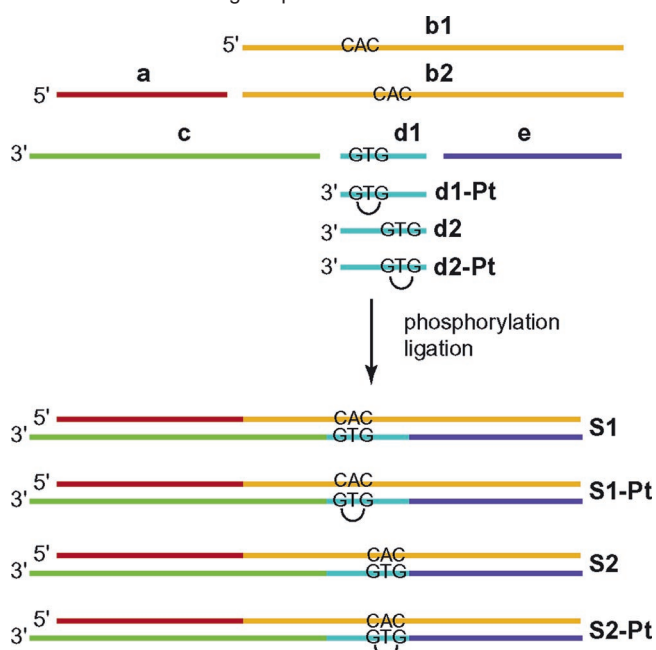 b1
5' CAC
a b2
5' CAC
c d1 e
3' GTG
3' GTG d1-Pt
3' GTG d2
3' GTG d2-Pt
phosphorylation
ligation
5' CAC
3' GTG S1
5' CAC
3' GTG S1-Pt
5' CAC
3' GTG S2
5' CAC
3' GTG S2-Pt